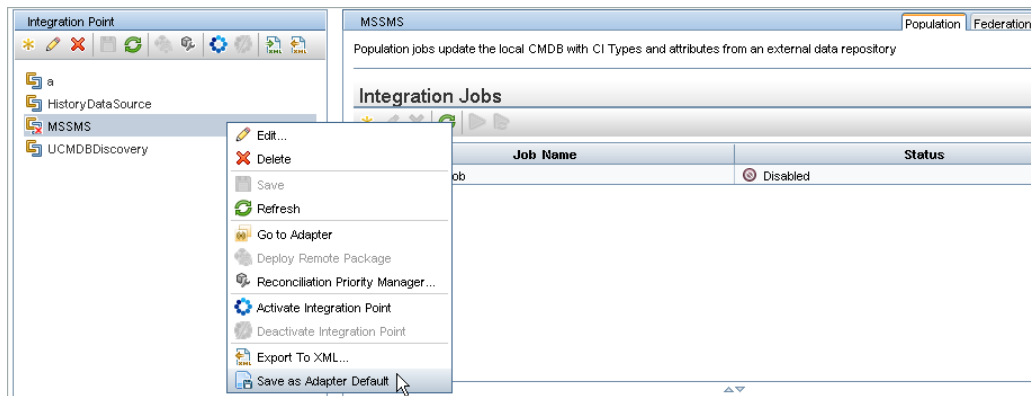 Integration Point
a
HistoryDataSource
MSSMS
UCMDBDiscovery
Edit...
Delete
Save
Refresh
Go to Adapter
Deploy Remote Package
Reconciliation Priority Manager...
Activate Integration Point
Deactivate Integration Point
Export To XML...
Save as Adapter Default
MSSMS
Population
Federation
Population jobs update the local CMDB with CI Types and attributes from an external data repository
Integration Jobs
Job Name
Status
ob
Disabled